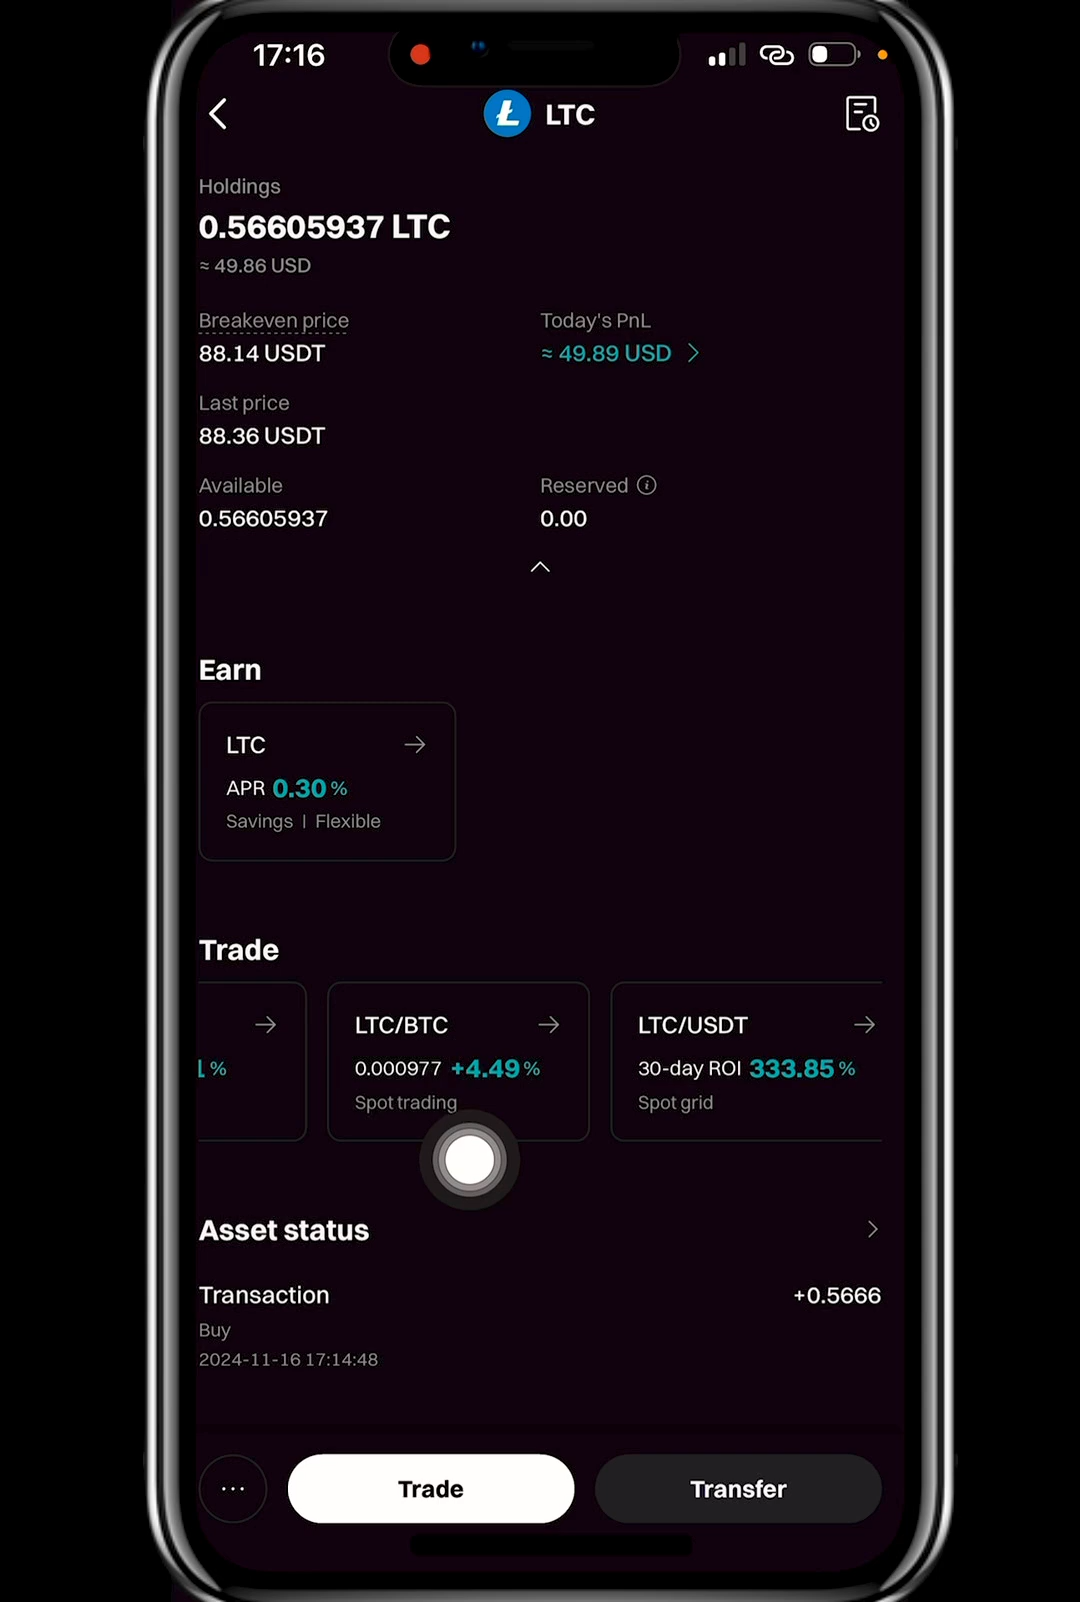 17:16
LTC
Holdings
0.56605937 LTC
≈ 49.86 USD
Breakeven price
Today's PnL
88.14 USDT
≈ 49.89 USD
Last price
88.36 USDT
Available
Reserved
0.56605937
0.00
Earn
LTC
APR 0.30 %
Savings | Flexible
Trade
LTC/BTC
LTC/USDT
%
0.000977 +4.49 %
30-day ROI 333.85 %
Spot trading
Spot grid
Asset status
Transaction
+0.5666
Buy
2024-11-16 17:14:48
Trade
Transfer